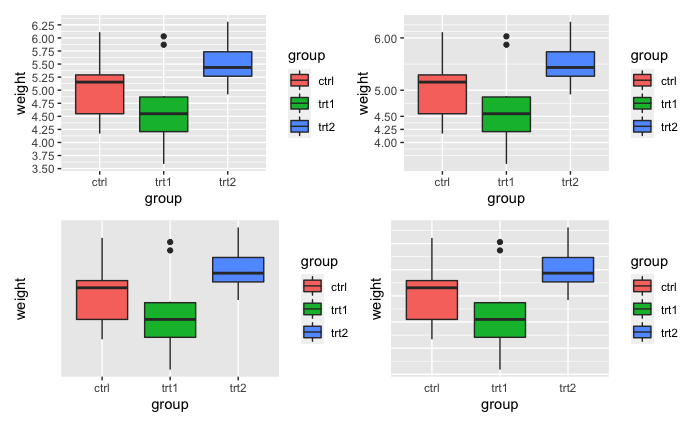 6.25
6.00
5.75
5.50
5.25
5.00
4.75
4.50
4.25
4.00
3.75
3.50
weight
ctrl trt1 trt2
group
group
ctrl
trt1
trt2
6.00
5.00
4.50
4.25
4.00
weight
ctrl trt1 trt2
group
group
ctrl
trt1
trt2
weight
ctrl trt1 trt2
group
group
ctrl
trt1
trt2
weight
ctrl trt1 trt2
group
group
ctrl
trt1
trt2